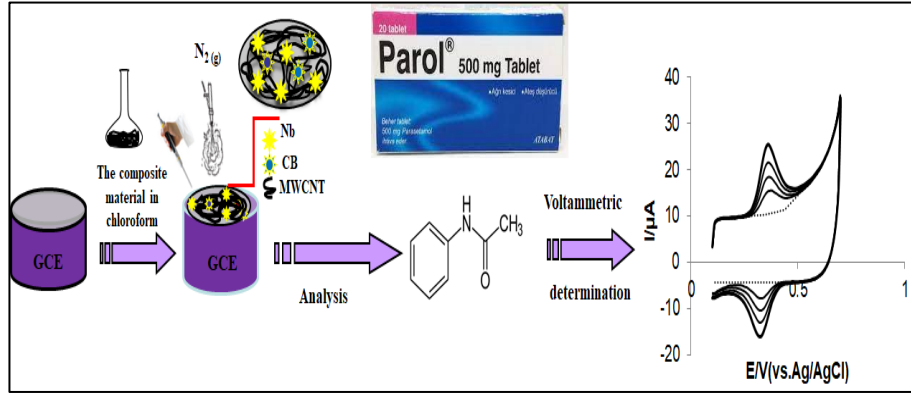 N2 (g)
The composite
material in
chloroform
GCE
GCE
Nb
CB
MWCNT
Analysis
20 tablet
Parol® 500 mg Tablet
•Ağrı kesici •Ateş düşürücü
Beher tablet:
500 mg Parasetamol
ihtiva eder.
ATABAY
H
N
CH3
O
Voltammetric
determination
I/µA
40
30
20
10
0
-10
-20
0
0.5
1
E/V(vs.Ag/AgCl)